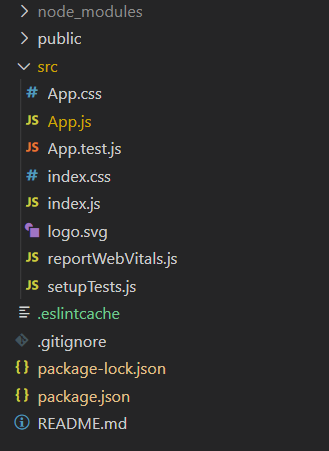 node_modules
public
src
# App.css
JS App.js
JS App.test.js
# index.css
JS index.js
logo.svg
JS reportWebVitals.js
JS setupTests.js
.eslintcache
.gitignore
{} package-lock.json
{} package.json
README.md